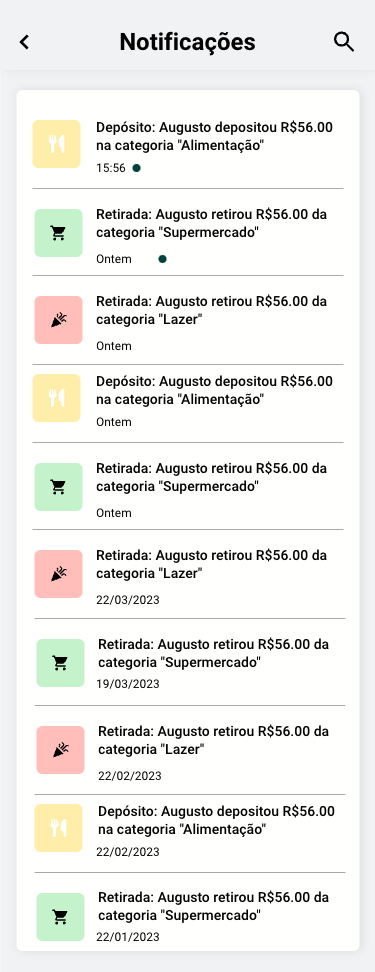 Notificações
Depósito: Augusto depositou R$56.00
na categoria "Alimentação"
15:56
Retirada: Augusto retirou R$56.00 da
categoria "Supermercado"
Ontem
Retirada: Augusto retirou R$56.00 da
categoria "Lazer"
Ontem
Depósito: Augusto depositou R$56.00
na categoria "Alimentação"
Ontem
Retirada: Augusto retirou R$56.00 da
categoria "Supermercado"
Ontem
Retirada: Augusto retirou R$56.00 da
categoria "Lazer"
22/03/2023
Retirada: Augusto retirou R$56.00 da
categoria "Supermercado"
19/03/2023
Retirada: Augusto retirou R$56.00 da
categoria "Lazer"
22/02/2023
Depósito: Augusto depositou R$56.00
na categoria "Alimentação"
22/02/2023
Retirada: Augusto retirou R$56.00 da
categoria "Supermercado"
22/01/2023